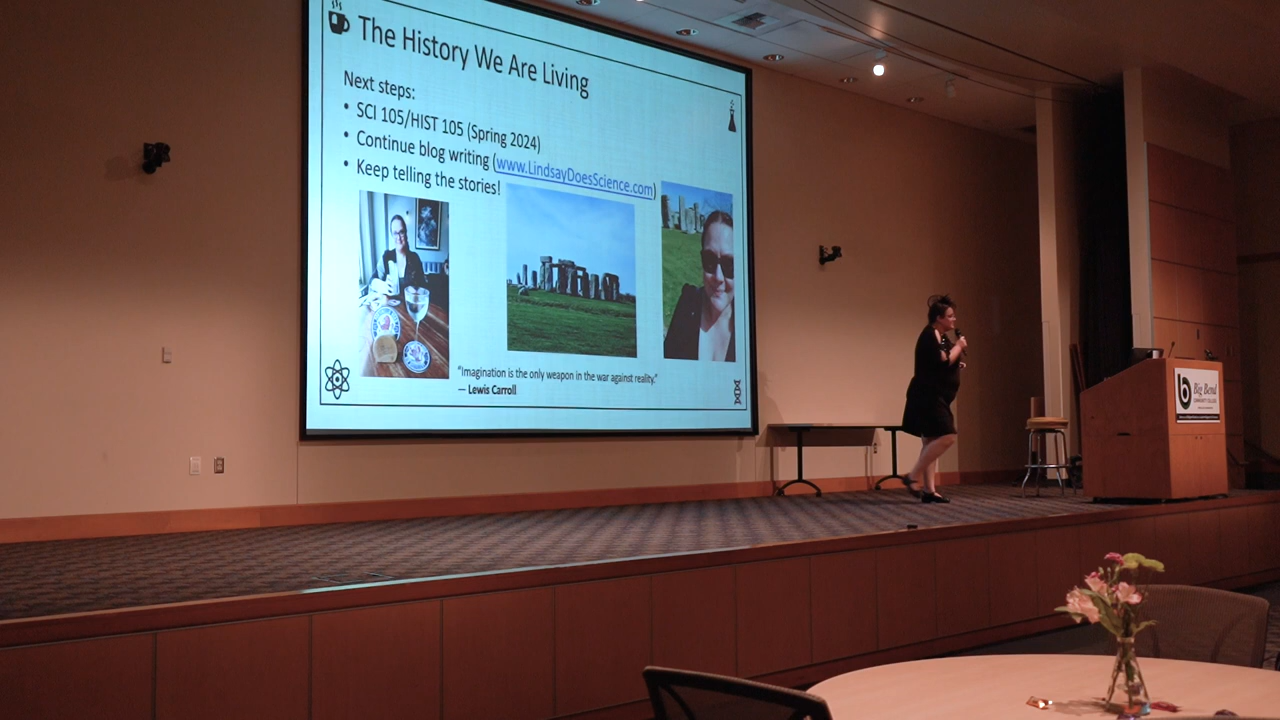 The History We Are Living
Next steps:
• SCI 105/HIST 105 (Spring 2024)
• Continue blog writing (www.LindsayDoesScience.com)
• Keep telling the stories!
"Imagination is the only weapon in the war against reality."
— Lewis Carroll
b Big Bend
COMMUNITY COLLEGE